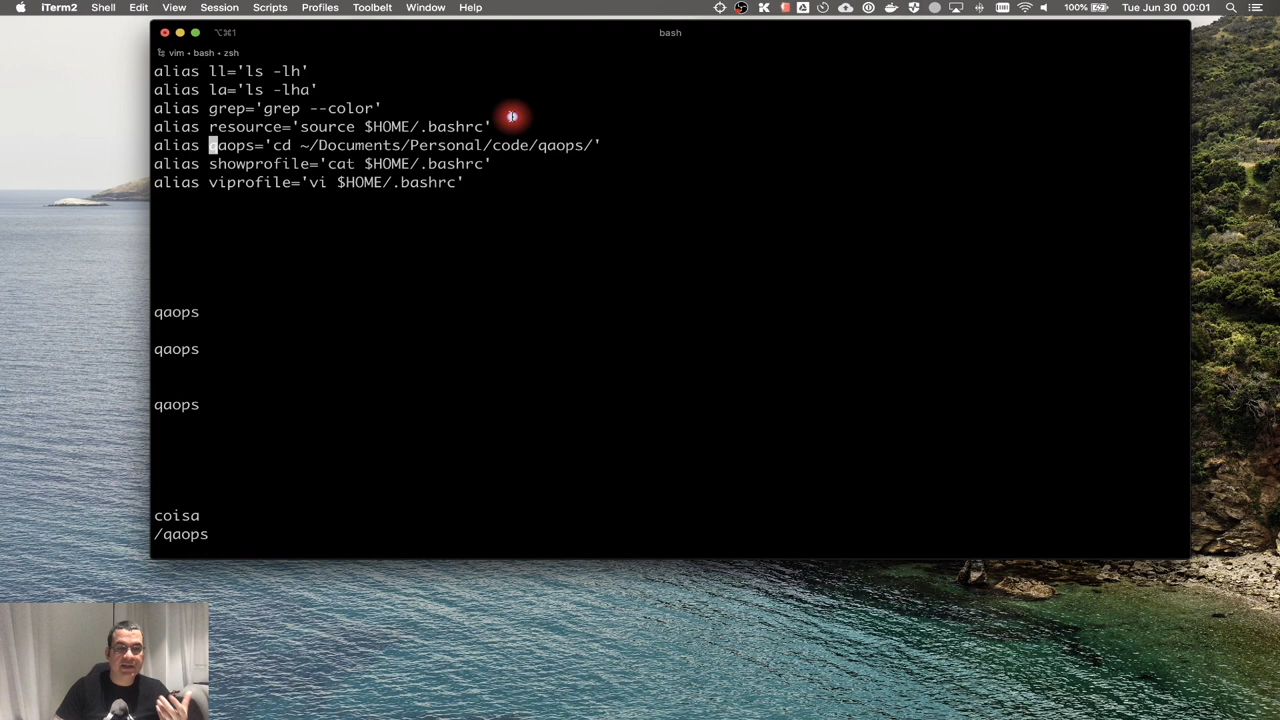 iTerm2 Shell Edit View Session Scripts Profiles Toolbelt Window Help 100% Tue Jun 30 00:01
⌥⌘1 bash
vim • bash • zsh
alias ll='ls -lh'
alias la='ls -lha'
alias grep='grep --color'
alias resource='source $HOME/.bashrc'
alias qaops='cd ~/Documents/Personal/code/qaops/'
alias showprofile='cat $HOME/.bashrc'
alias viprofile='vi $HOME/.bashrc'
qaops
qaops
qaops
coisa
/qaops